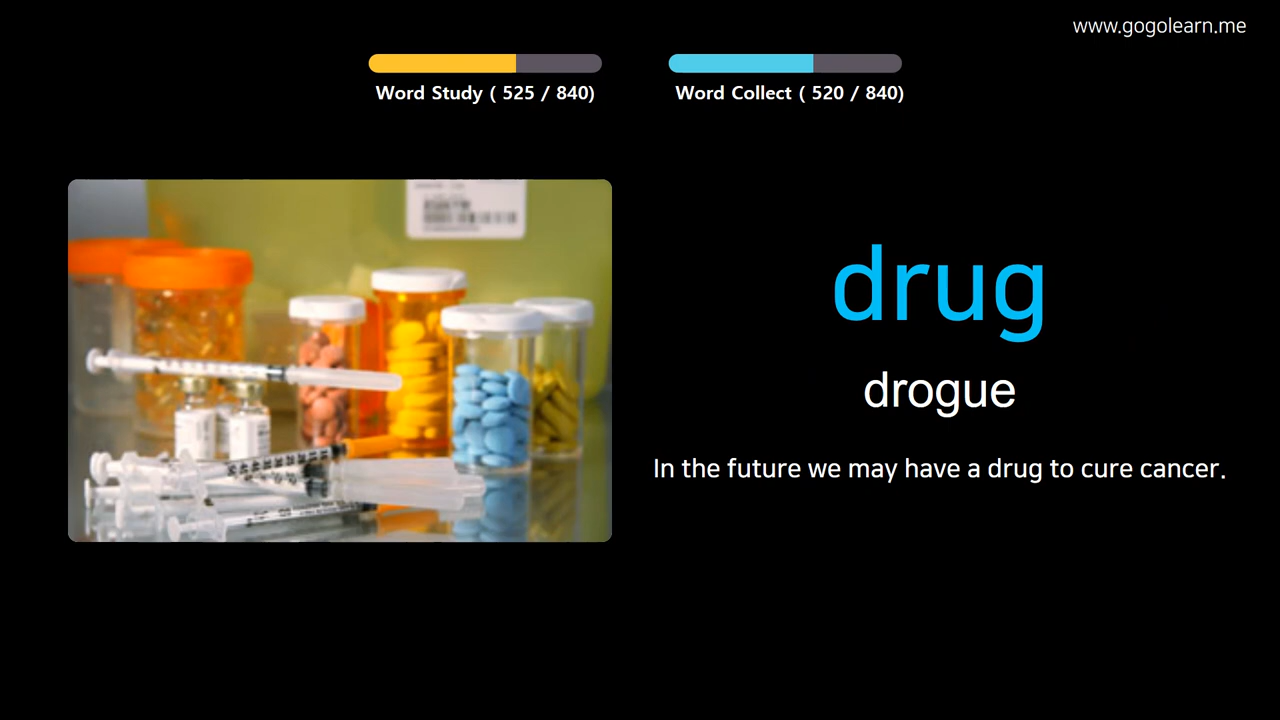 www.gogolearn.me
Word Study ( 525 / 840)
Word Collect ( 520 / 840)
drug
drogue
In the future we may have a drug to cure cancer.